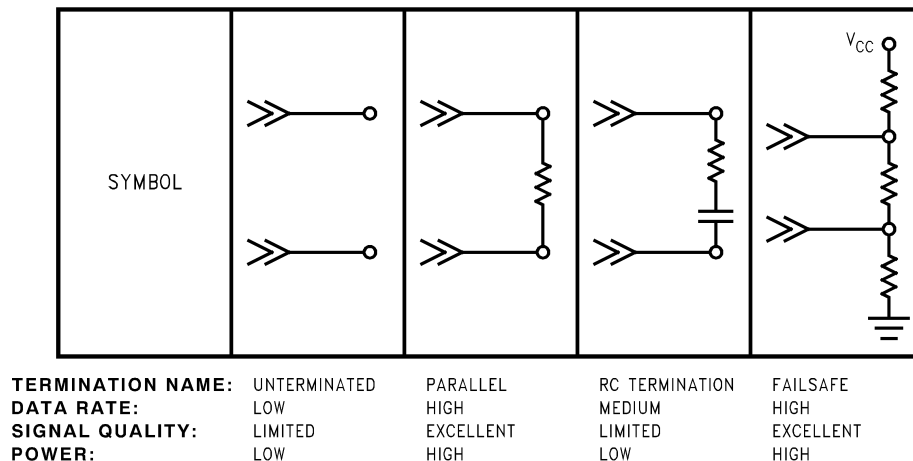 V_CC
SYMBOL
TERMINATION NAME: UNTERMINATED PARALLEL RC TERMINATION FAILSAFE
DATA RATE: LOW HIGH MEDIUM HIGH
SIGNAL QUALITY: LIMITED EXCELLENT LIMITED EXCELLENT
POWER: LOW HIGH LOW HIGH